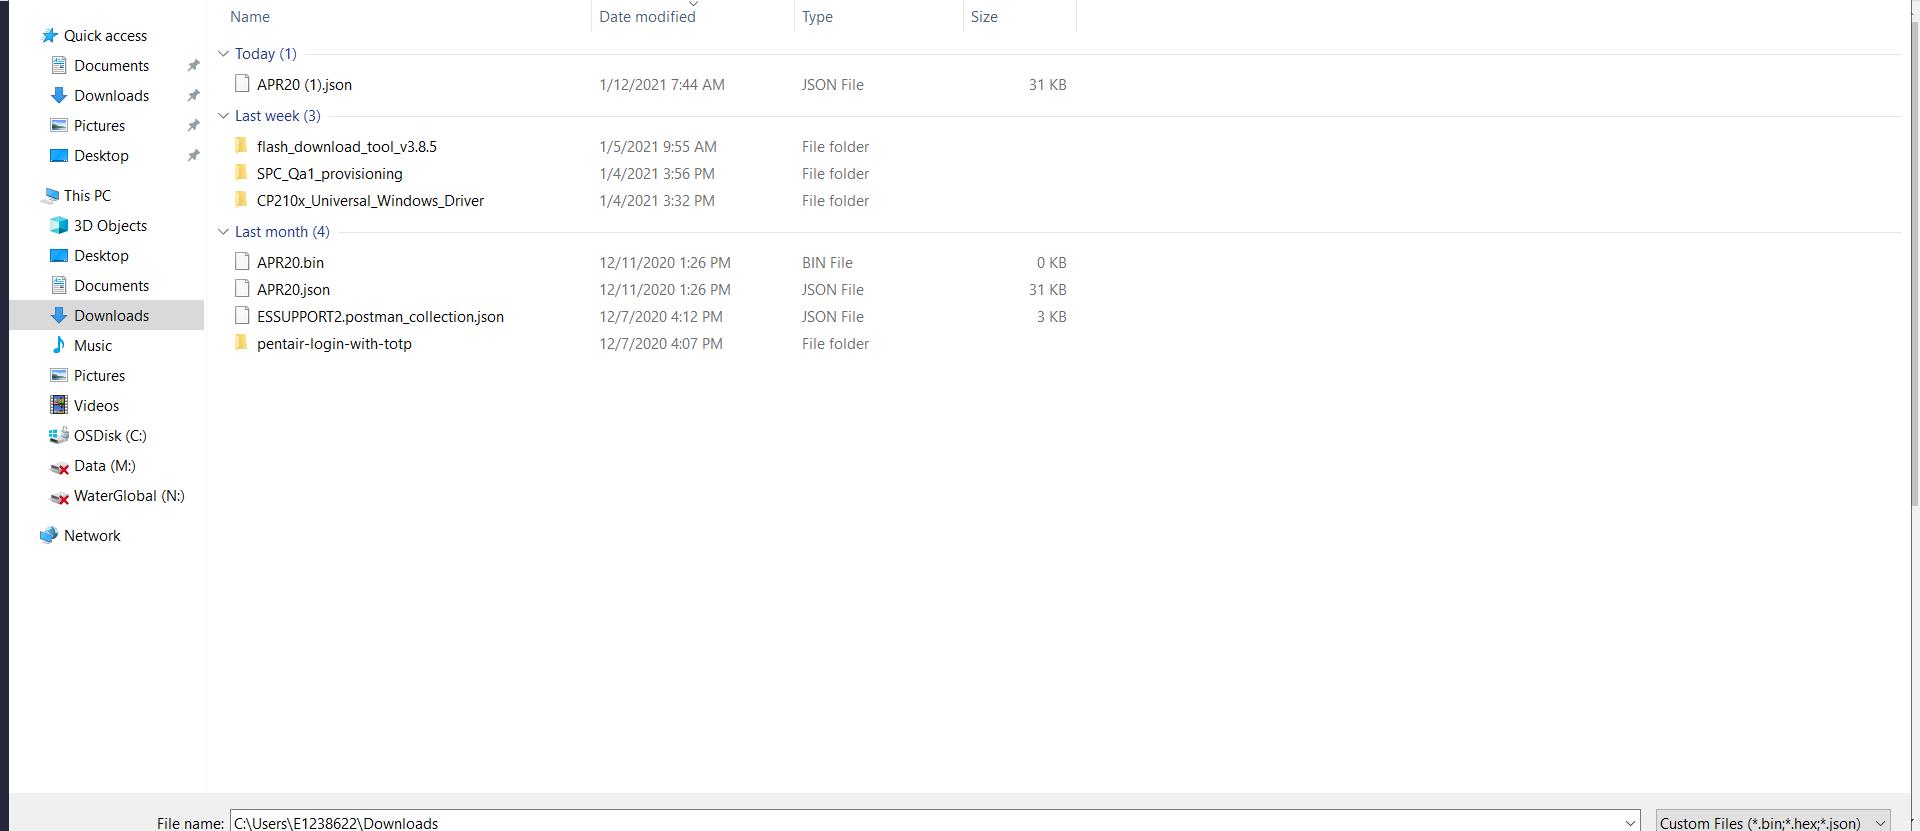 Name Date modified Type Size
Quick access
Documents
Downloads
Pictures
Desktop
This PC
3D Objects
Desktop
Documents
Downloads
Music
Pictures
Videos
OSDisk (C:)
Data (M:)
WaterGlobal (N:)
Network
Today (1)
APR20 (1).json 1/12/2021 7:44 AM JSON File 31 KB
Last week (3)
flash_download_tool_v3.8.5 1/5/2021 9:55 AM File folder
SPC_Qa1_provisioning 1/4/2021 3:56 PM File folder
CP210x_Universal_Windows_Driver 1/4/2021 3:32 PM File folder
Last month (4)
APR20.bin 12/11/2020 1:26 PM BIN File 0 KB
APR20.json 12/11/2020 1:26 PM JSON File 31 KB
ESSUPPORT2.postman_collection.json 12/7/2020 4:12 PM JSON File 3 KB
pentair-login-with-totp 12/7/2020 4:07 PM File folder
File name: C:\Users\E1238622\Downloads Custom Files (*.bin;*.hex;*.json)